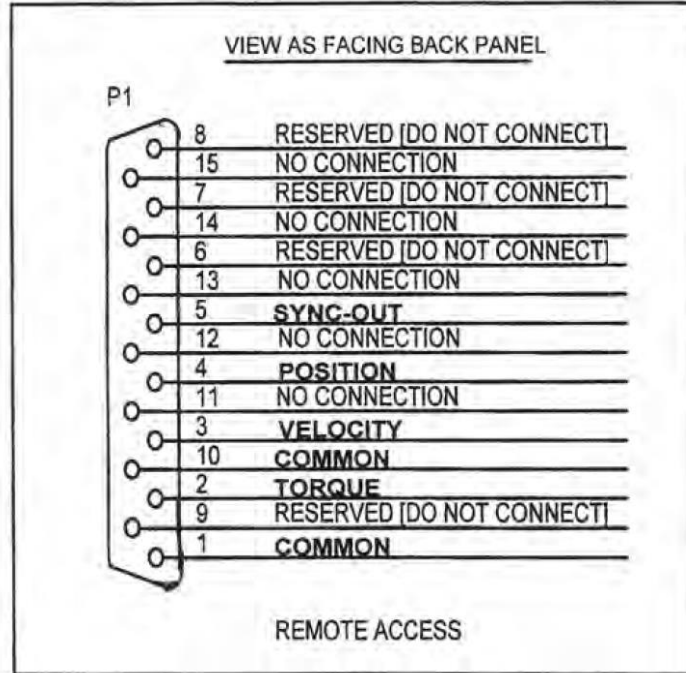 VIEW AS FACING BACK PANEL
P1
8 RESERVED [DO NOT CONNECT]
15 NO CONNECTION
7 RESERVED [DO NOT CONNECT]
14 NO CONNECTION
6 RESERVED [DO NOT CONNECT]
13 NO CONNECTION
5 SYNC-OUT
12 NO CONNECTION
4 POSITION
11 NO CONNECTION
3 VELOCITY
10 COMMON
2 TORQUE
9 RESERVED [DO NOT CONNECT]
1 COMMON
REMOTE ACCESS